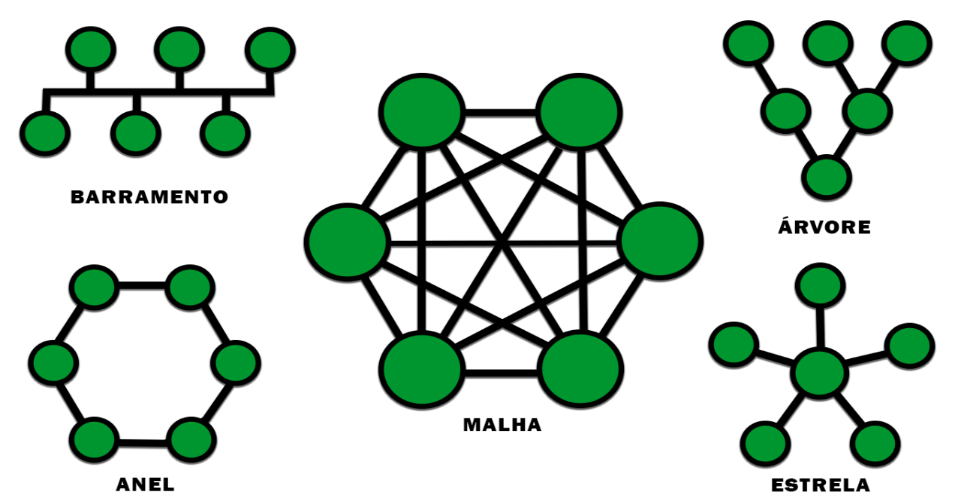 BARRAMENTO
ÁRVORE
MALHA
ANEL
ESTRELA